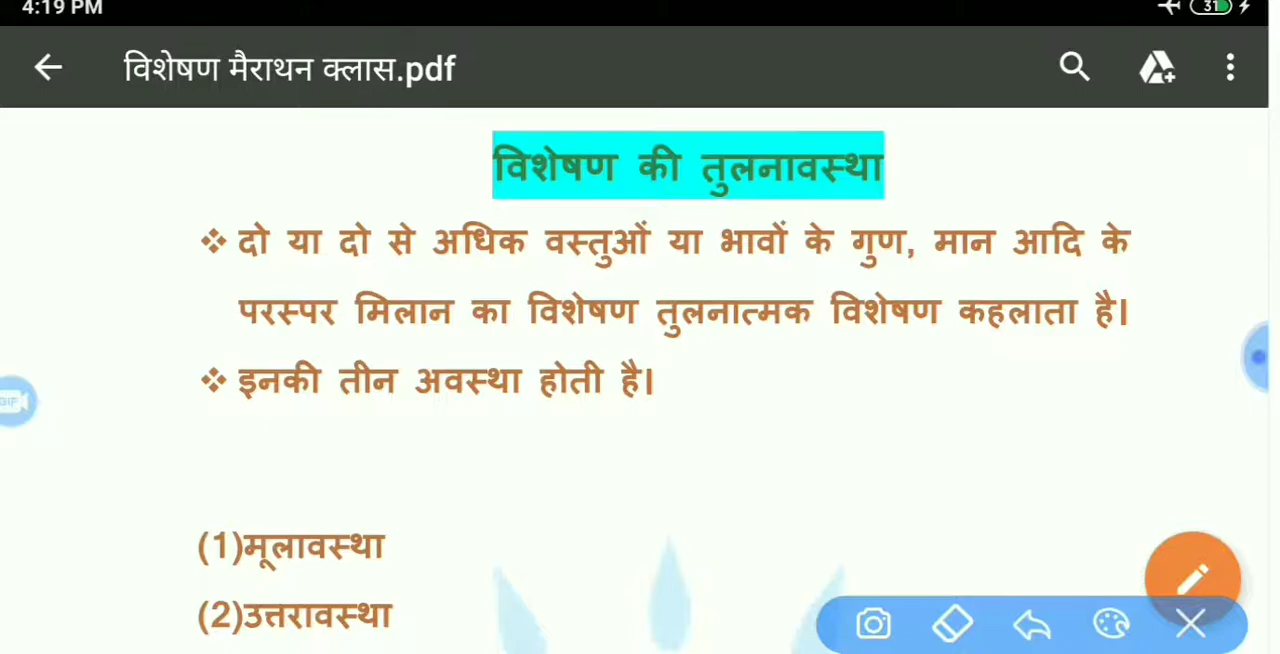 4:19 PM
31
विशेषण मैराथन क्लास.pdf
विशेषण की तुलनावस्था
❖ दो या दो से अधिक वस्तुओं या भावों के गुण, मान आदि के
परस्पर मिलान का विशेषण तुलनात्मक विशेषण कहलाता है।
❖ इनकी तीन अवस्था होती है।
GIF
(1)मूलावस्था
(2)उत्तरावस्था